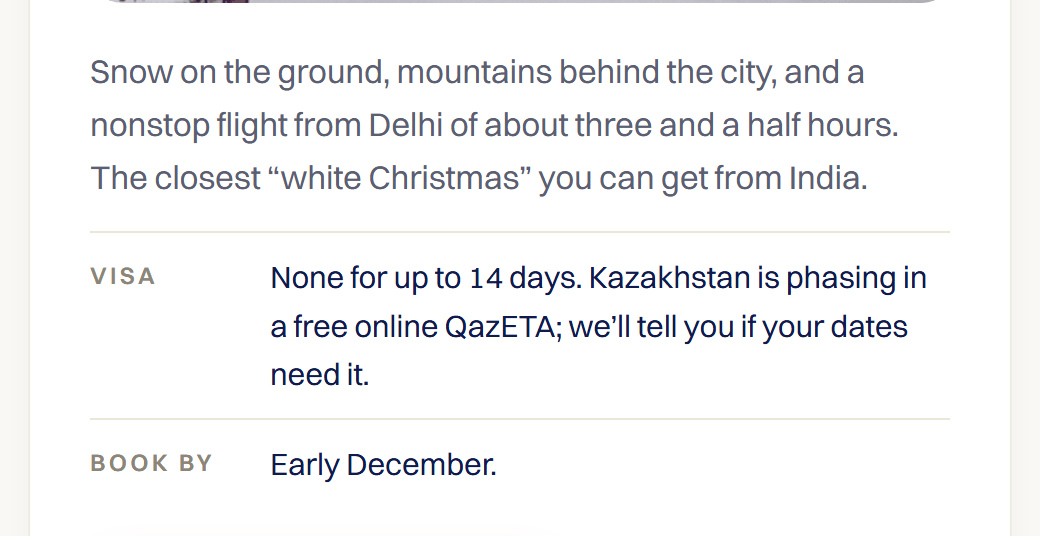 Snow on the ground, mountains behind the city, and a
nonstop flight from Delhi of about three and a half hours.
The closest “white Christmas” you can get from India.
VISA
None for up to 14 days. Kazakhstan is phasing in
a free online QazETA; we’ll tell you if your dates
need it.
BOOK BY
Early December.